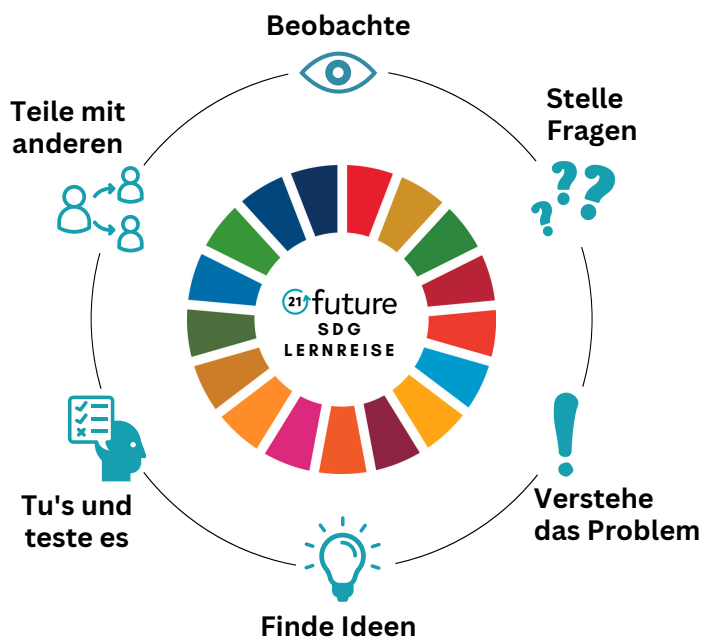 Beobachte
Stelle
Fragen
Verstehe
das Problem
Finde Ideen
Tu's und
teste es
Teile mit
anderen
21 future
SDG
LERNREISE